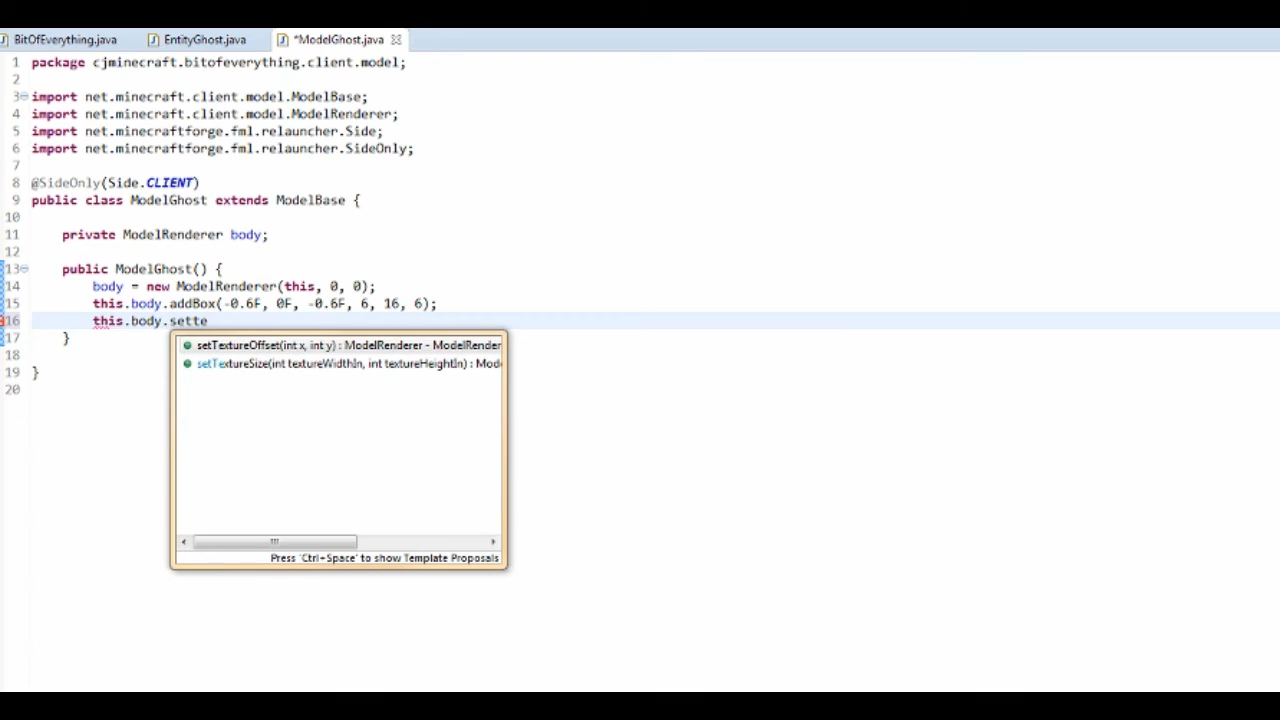 BitOfEverything.java EntityGhost.java *ModelGhost.java
1 package cjminecraft.bitofeverything.client.model;
2
3 import net.minecraft.client.model.ModelBase;
4 import net.minecraft.client.model.ModelRenderer;
5 import net.minecraftforge.fml.relauncher.Side;
6 import net.minecraftforge.fml.relauncher.SideOnly;
7
8 @SideOnly(Side.CLIENT)
9 public class ModelGhost extends ModelBase {
10
11 private ModelRenderer body;
12
13 public ModelGhost() {
14 body = new ModelRenderer(this, 0, 0);
15 this.body.addBox(-0.6F, 0F, -0.6F, 6, 16, 6);
16 this.body.sette
17 }
18
19 }
20
setTextureOffset(int x, int y) : ModelRenderer - ModelRender
setTextureSize(int textureWidthIn, int textureHeightIn) : Mode
Press 'Ctrl+Space' to show Template Proposals